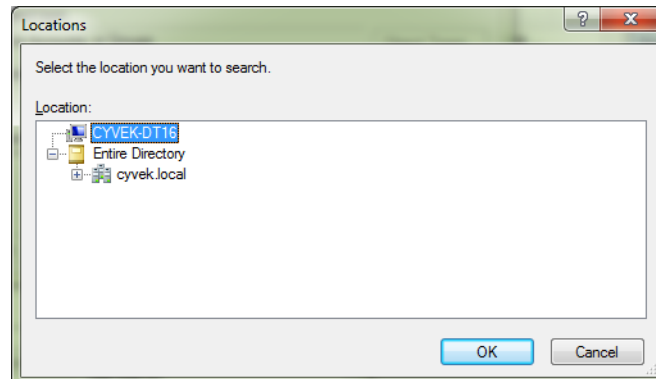 Locations
Select the location you want to search.
Location:
CYVEK-DT16
Entire Directory
cyvek.local
OK
Cancel